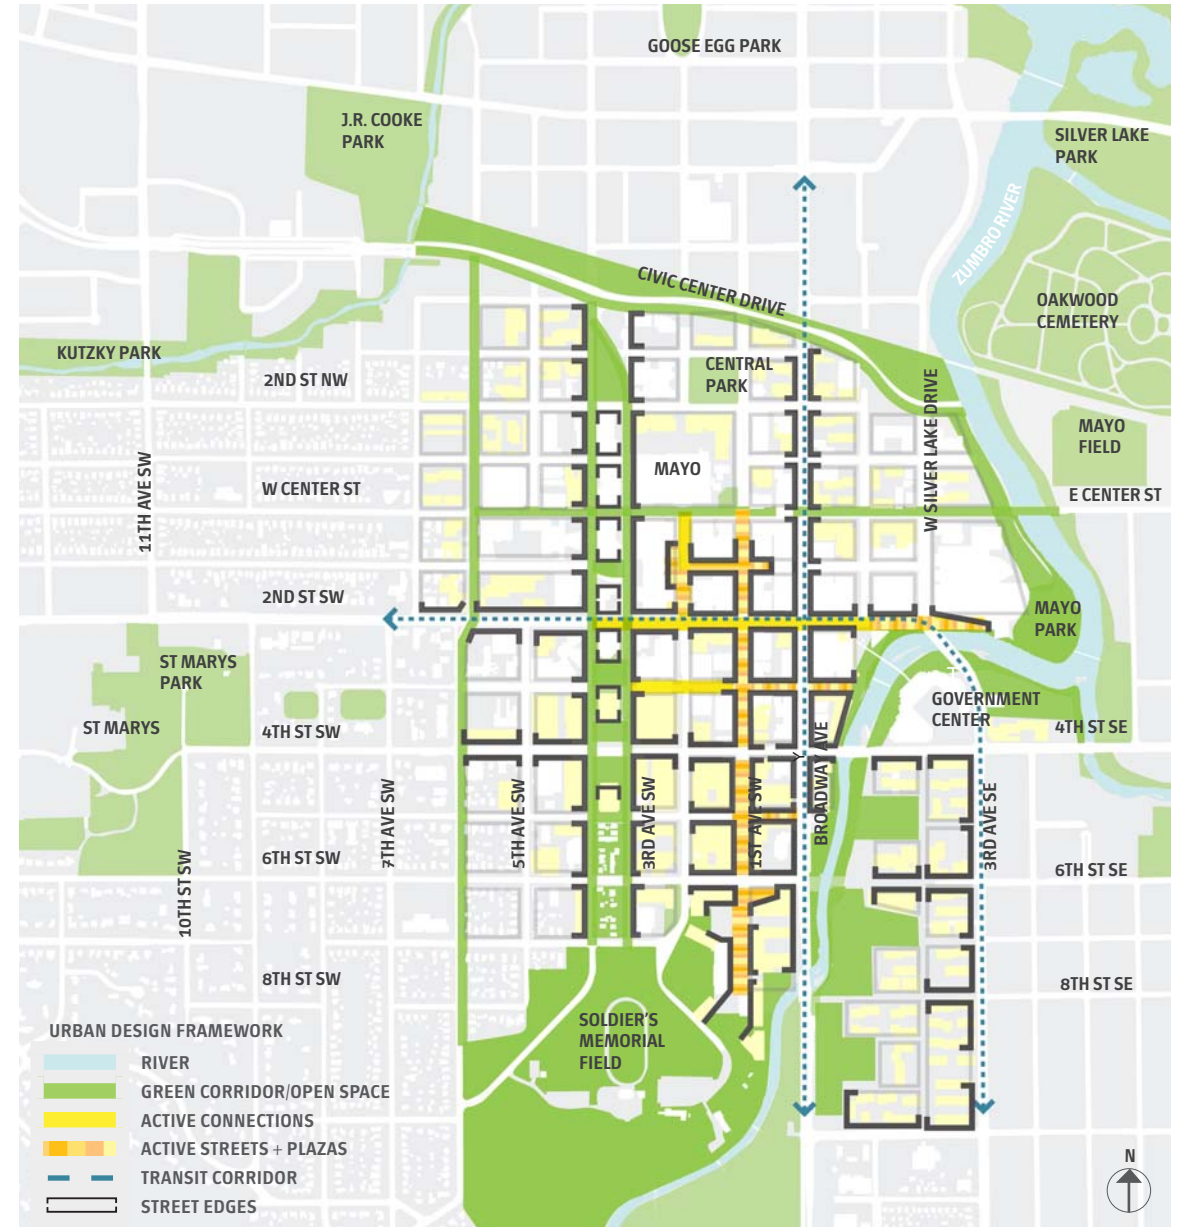 GOOSE EGG PARK
J.R. COOKE
PARK
SILVER LAKE
PARK
ZUMBRO RIVER
CIVIC CENTER DRIVE
OAKWOOD
CEMETERY
KUTZKY PARK
2ND ST NW
CENTRAL
PARK
W SILVER LAKE DRIVE
MAYO
FIELD
11TH AVE SW
W CENTER ST
MAYO
E CENTER ST
2ND ST SW
MAYO
PARK
ST MARYS
PARK
ST MARYS
4TH ST SW
GOVERNMENT
CENTER
4TH ST SE
7TH AVE SW
5TH AVE SW
3RD AVE SW
1ST AVE SW
Y
BROADWAY AVE
3RD AVE SE
10TH ST SW
6TH ST SW
6TH ST SE
8TH ST SW
8TH ST SE
SOLDIER'S
MEMORIAL
FIELD
URBAN DESIGN FRAMEWORK
RIVER
GREEN CORRIDOR/OPEN SPACE
ACTIVE CONNECTIONS
ACTIVE STREETS + PLAZAS
TRANSIT CORRIDOR
STREET EDGES
N